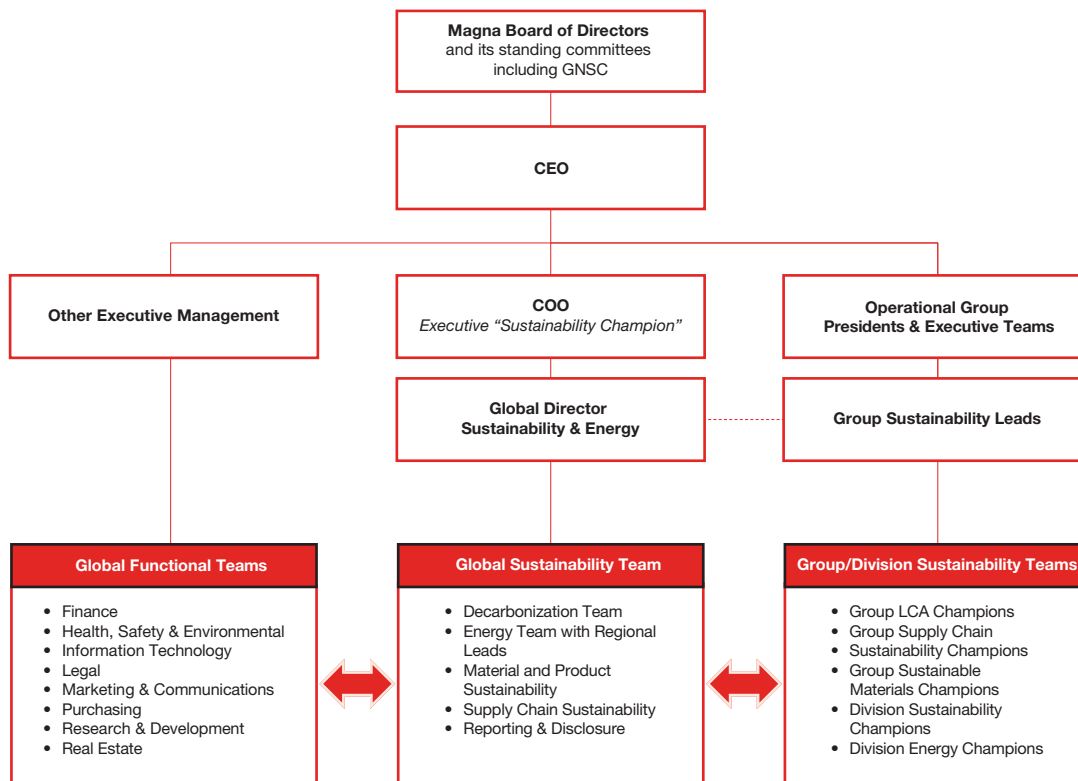 Magna Board of Directors
and its standing committees
including GNSC
CEO
Other Executive Management
COO
Executive “Sustainability Champion”
Operational Group
Presidents & Executive Teams
Global Director
Sustainability & Energy
Group Sustainability Leads
Global Functional Teams
• Finance
• Health, Safety & Environmental
• Information Technology
• Legal
• Marketing & Communications
• Purchasing
• Research & Development
• Real Estate
Global Sustainability Team
• Decarbonization Team
• Energy Team with Regional
Leads
• Material and Product
Sustainability
• Supply Chain Sustainability
• Reporting & Disclosure
Group/Division Sustainability Teams
• Group LCA Champions
• Group Supply Chain
• Sustainability Champions
• Group Sustainable
Materials Champions
• Division Sustainability
Champions
• Division Energy Champions